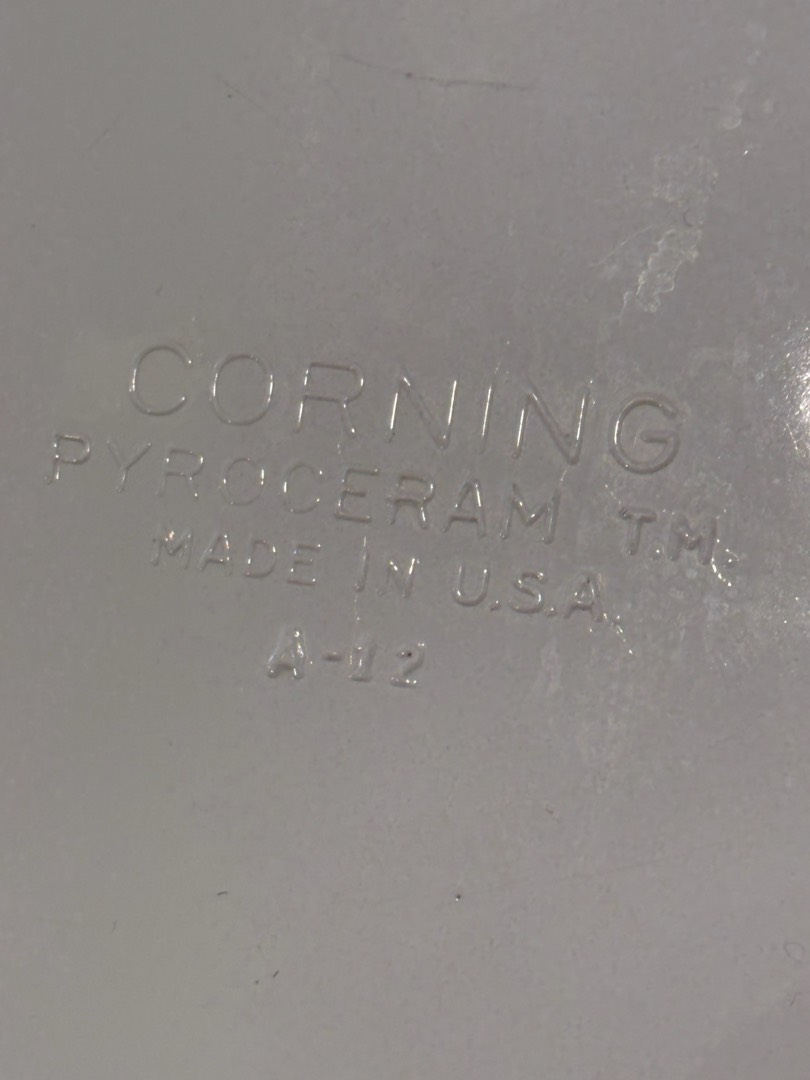 CORNING
PYROCERAM T.M.
MADE IN U.S.A.
A-12